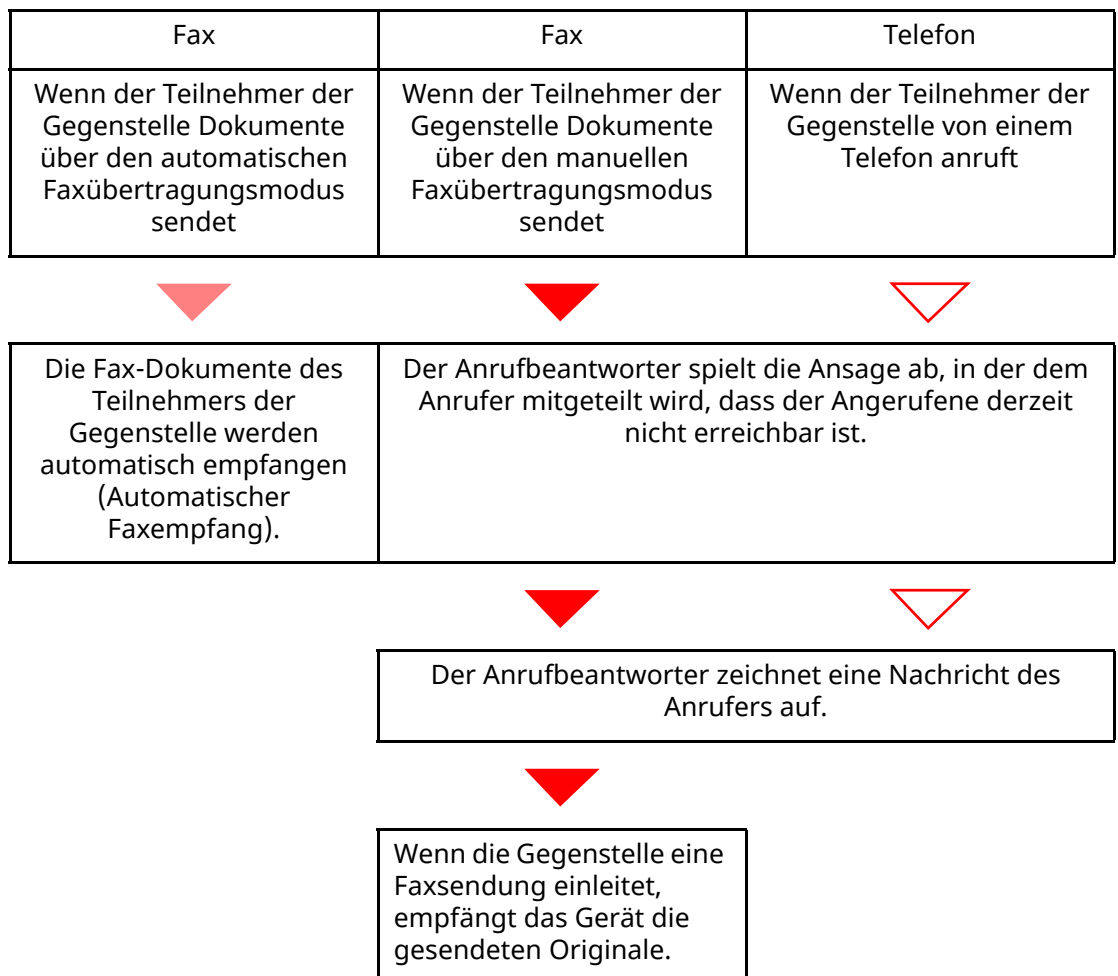 Fax
Fax
Telefon
Wenn der Teilnehmer der
Gegenstelle Dokumente
über den automatischen
Faxübertragungsmodus
sendet
Wenn der Teilnehmer der
Gegenstelle Dokumente
über den manuellen
Faxübertragungsmodus
sendet
Wenn der Teilnehmer der
Gegenstelle von einem
Telefon anruft
Die Fax-Dokumente des
Teilnehmers der
Gegenstelle werden
automatisch empfangen
(Automatischer
Faxempfang).
Der Anrufbeantworter spielt die Ansage ab, in der dem
Anrufer mitgeteilt wird, dass der Angerufene derzeit
nicht erreichbar ist.
Der Anrufbeantworter zeichnet eine Nachricht des
Anrufers auf.
Wenn die Gegenstelle eine
Faxsendung einleitet,
empfängt das Gerät die
gesendeten Originale.